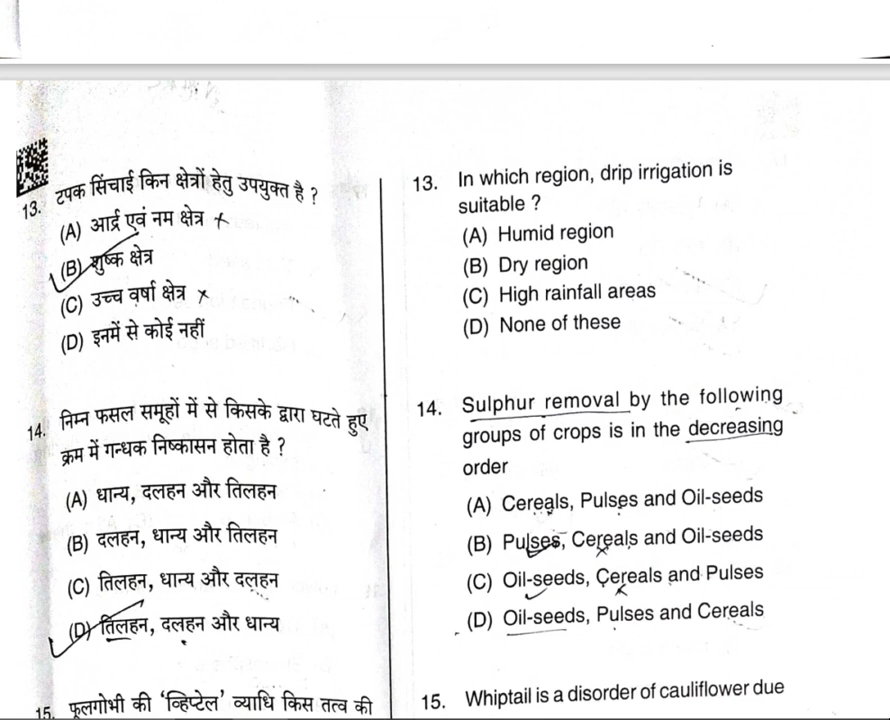 13. टपक सिंचाई किन क्षेत्रों हेतु उपयुक्त है ?
(A) आर्द्र एवं नम क्षेत्र
(B) शुष्क क्षेत्र
(C) उच्च वर्षा क्षेत्र
(D) इनमें से कोई नहीं
14. निम्न फसल समूहों में से किसके द्वारा घटते हुए
क्रम में गन्धक निष्कासन होता है ?
(A) धान्य, दलहन और तिलहन
(B) दलहन, धान्य और तिलहन
(C) तिलहन, धान्य और दलहन
(D) तिलहन, दलहन और धान्य
15. फूलगोभी की ‘व्हिप्टेल’ व्याधि किस तत्व की
13. In which region, drip irrigation is
suitable ?
(A) Humid region
(B) Dry region
(C) High rainfall areas
(D) None of these
14. Sulphur removal by the following
groups of crops is in the decreasing
order
(A) Cereals, Pulses and Oil-seeds
(B) Pulses, Cereals and Oil-seeds
(C) Oil-seeds, Cereals and Pulses
(D) Oil-seeds, Pulses and Cereals
15. Whiptail is a disorder of cauliflower due